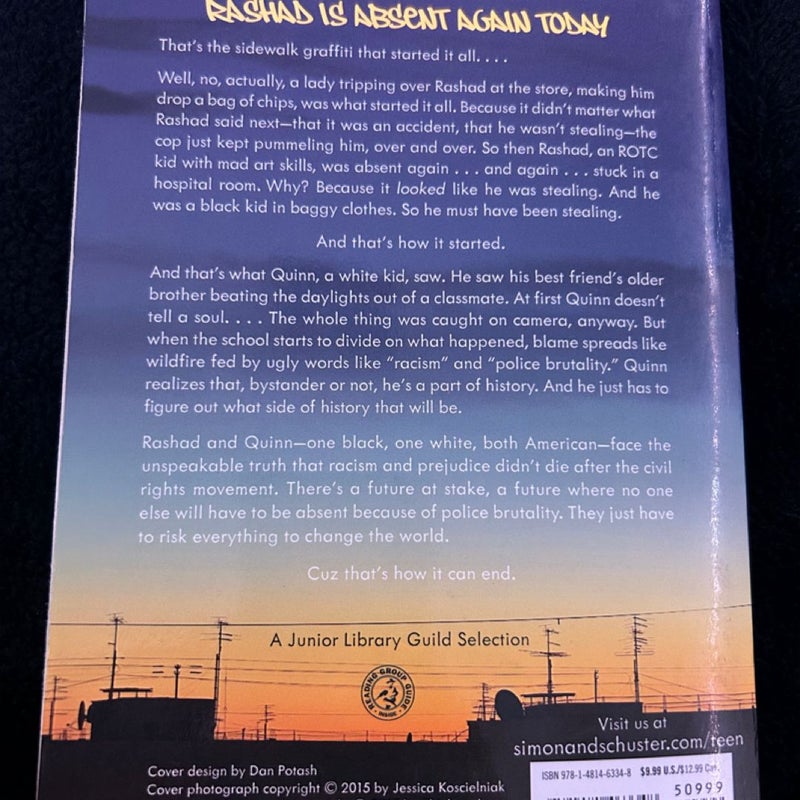 RASHAD IS ABSENT AGAIN TODAY
That's the sidewalk graffiti that started it all. . . .
Well, no, actually, a lady tripping over Rashad at the store, making him
drop a bag of chips, was what started it all. Because it didn't matter what
Rashad said next—that it was an accident, that he wasn't stealing—the
cop just kept pummeling him, over and over. So then Rashad, an ROTC
kid with mad art skills, was absent again . . . and again . . . stuck in a
hospital room. Why? Because it looked like he was stealing. And he
was a black kid in baggy clothes. So he must have been stealing.
And that's how it started.
And that's what Quinn, a white kid, saw. He saw his best friend's older
brother beating the daylights out of a classmate. At first Quinn doesn't
tell a soul. . . . The whole thing was caught on camera, anyway. But
when the school starts to divide on what happened, blame spreads like
wildfire fed by ugly words like "racism" and "police brutality." Quinn
realizes that, bystander or not, he's a part of history. And he just has to
figure out what side of history that will be.
Rashad and Quinn—one black, one white, both American—face the
unspeakable truth that racism and prejudice didn't die after the civil
rights movement. There's a future at stake, a future where no one
else will have to be absent because of police brutality. They just have
to risk everything to change the world.
Cuz that's how it can end.
A Junior Library Guild Selection
READING GROUP GUIDE
INSIDE
Visit us at
simonandschuster.com/teen
Cover design by Dan Potash
Cover photograph copyright © 2015 by Jessica Koscielniak
ISBN 978-1-4814-6334-8 $9.99 U.S./$12.99 Can.
50999